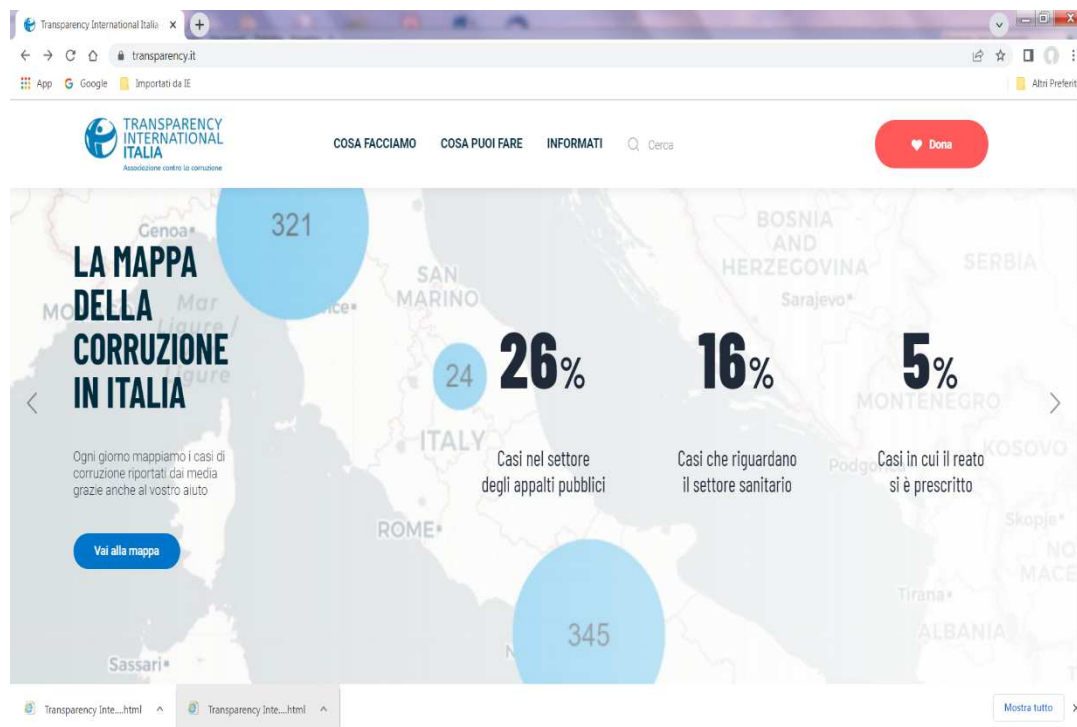 Transparency International Italia
transparency.it
App Google Importati da IE Altri Preferit
TRANSPARENCY
INTERNATIONAL
ITALIA
Associazione contro la corruzione
COSA FACCIAMO COSA PUOI FARE INFORMATI Cerca Dona
LA MAPPA
DELLA
CORRUZIONE
IN ITALIA
Ogni giorno mappiamo i casi di
corruzione riportati dai media
grazie anche al vostro aiuto
Vai alla mappa
26%
Casi nel settore
degli appalti pubblici
16%
Casi che riguardano
il settore sanitario
5%
Casi in cui il reato
si è prescritto
321
24
345
Genoa
Mar
Ligure /
Ligure
SAN
MARINO
ITALY
ROME
Sassari
BOSNIA
AND
HERZEGOVINA
Sarajevo
SERBIA
MONTENEGRO
KOSOVO
Skopje
Tirana
ALBANIA
Transparency Inte....html Transparency Inte....html Mostra tutto